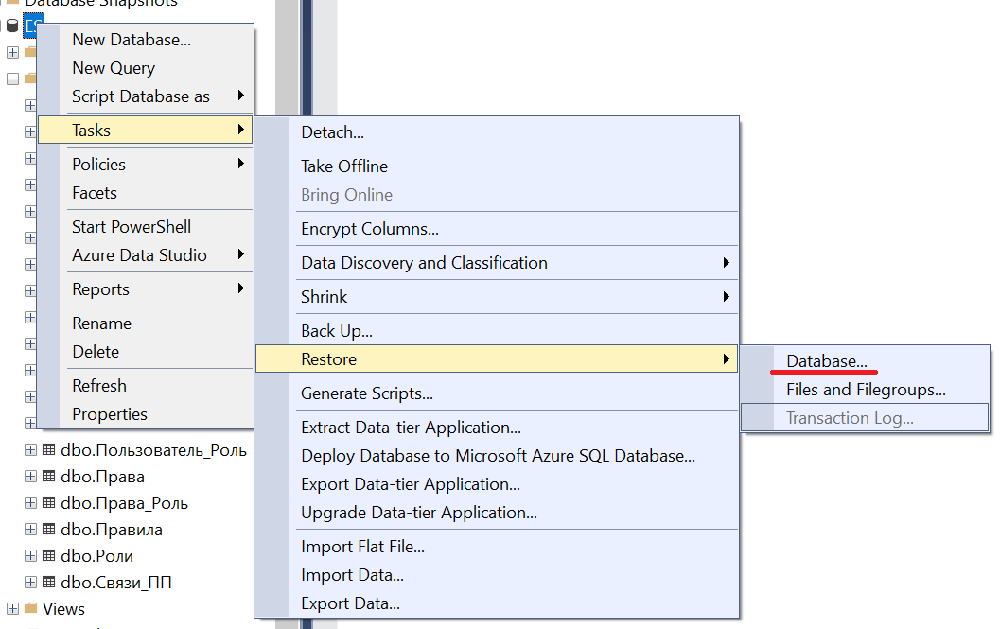 Database Snapshots
ES
New Database...
New Query
Script Database as
Tasks
Policies
Facets
Start PowerShell
Azure Data Studio
Reports
Rename
Delete
Refresh
Properties
Detach...
Take Offline
Bring Online
Encrypt Columns...
Data Discovery and Classification
Shrink
Back Up...
Restore
Generate Scripts...
Extract Data-tier Application...
Deploy Database to Microsoft Azure SQL Database...
Export Data-tier Application...
Upgrade Data-tier Application...
Import Flat File...
Import Data...
Export Data...
Database...
Files and Filegroups...
Transaction Log...
dbo.Пользователь_Роль
dbo.Права
dbo.Права_Роль
dbo.Правила
dbo.Роли
dbo.Связи_ПП
Views